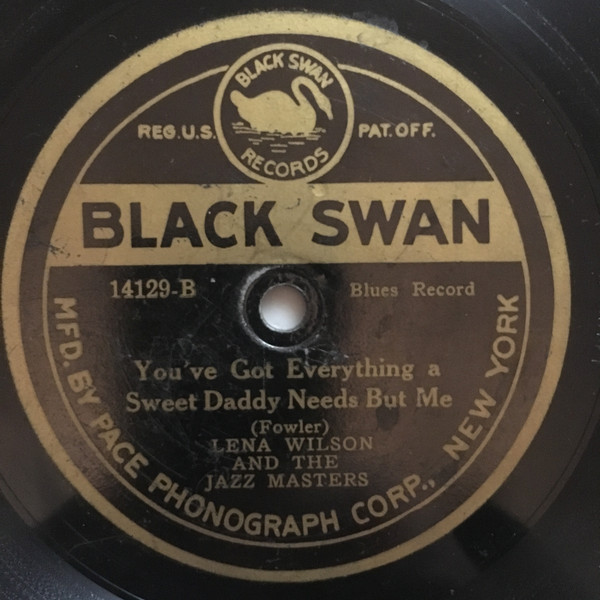 BLACK SWAN
RECORDS
REG. U.S. PAT. OFF.
BLACK SWAN
14129-B Blues Record
You've Got Everything a
Sweet Daddy Needs But Me
(Fowler)
LENA WILSON
AND THE
JAZZ MASTERS
MFD. BY PACE PHONOGRAPH CORP., NEW YORK